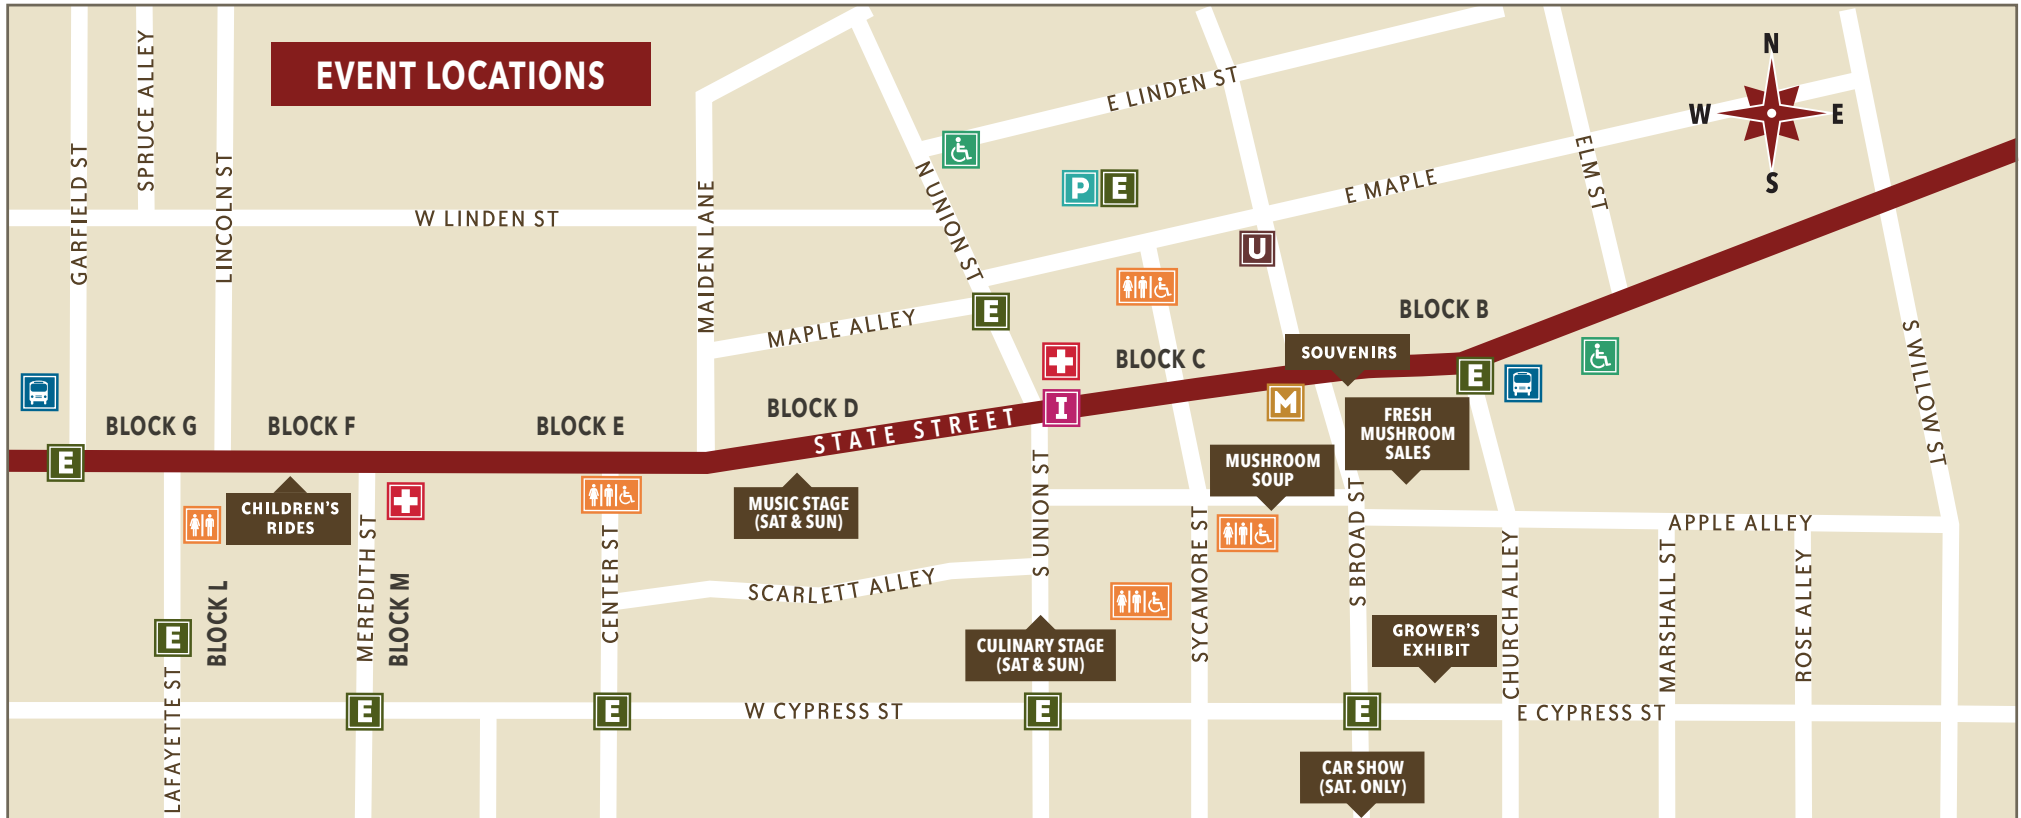 EVENT LOCATIONS
N
W
E
S
SPRUCE ALLEY
GARFIELD ST
LINCOLN ST
W LINDEN ST
MAIDEN LANE
N UNION ST
E LINDEN ST
E MAPLE
ELM ST
P
E
U
MAPLE ALLEY
E
BLOCK B
BLOCK C
SOUVENIRS
S WILLOW ST
E
I
M
BLOCK G
BLOCK F
BLOCK E
BLOCK D
STATE STREET
E
FRESH
MUSHROOM
SALES
MUSHROOM
SOUP
CHILDREN'S
RIDES
MUSIC STAGE
(SAT & SUN)
S UNION ST
SYCAMORE ST
S BROAD ST
APPLE ALLEY
CHURCH ALLEY
MARSHALL ST
ROSE ALLEY
MEREDITH ST
CENTER ST
SCARLETT ALLEY
E
BLOCK L
BLOCK M
CULINARY STAGE
(SAT & SUN)
GROWER'S
EXHIBIT
LAFAYETTE ST
E
E
W CYPRESS ST
E
E
E CYPRESS ST
CAR SHOW
(SAT. ONLY)